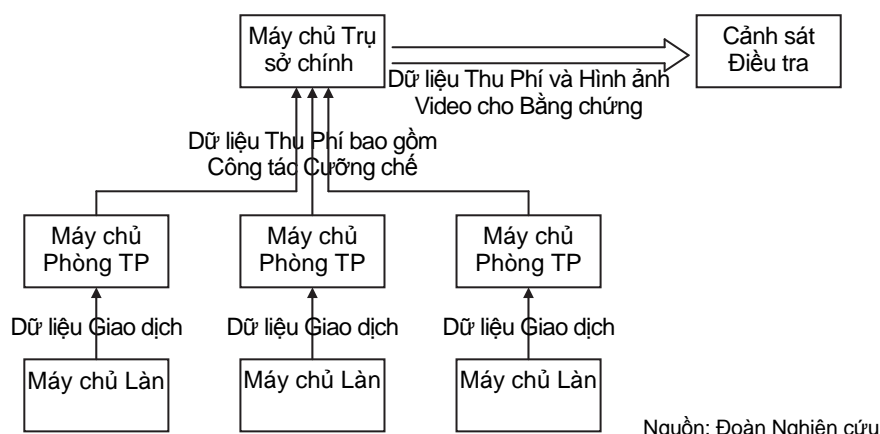 Máy chủ Trụ
sở chính
Cảnh sát
Điều tra
Dữ liệu Thu Phí và Hình ảnh
Video cho Bằng chứng
Dữ liệu Thu Phí bao gồm
Công tác Cưỡng chế
Máy chủ
Phòng TP
Máy chủ
Phòng TP
Máy chủ
Phòng TP
Dữ liệu Giao dịch
Dữ liệu Giao dịch
Dữ liệu Giao dịch
Máy chủ Làn
Máy chủ Làn
Máy chủ Làn
Nguồn: Đoàn Nghiên cứu